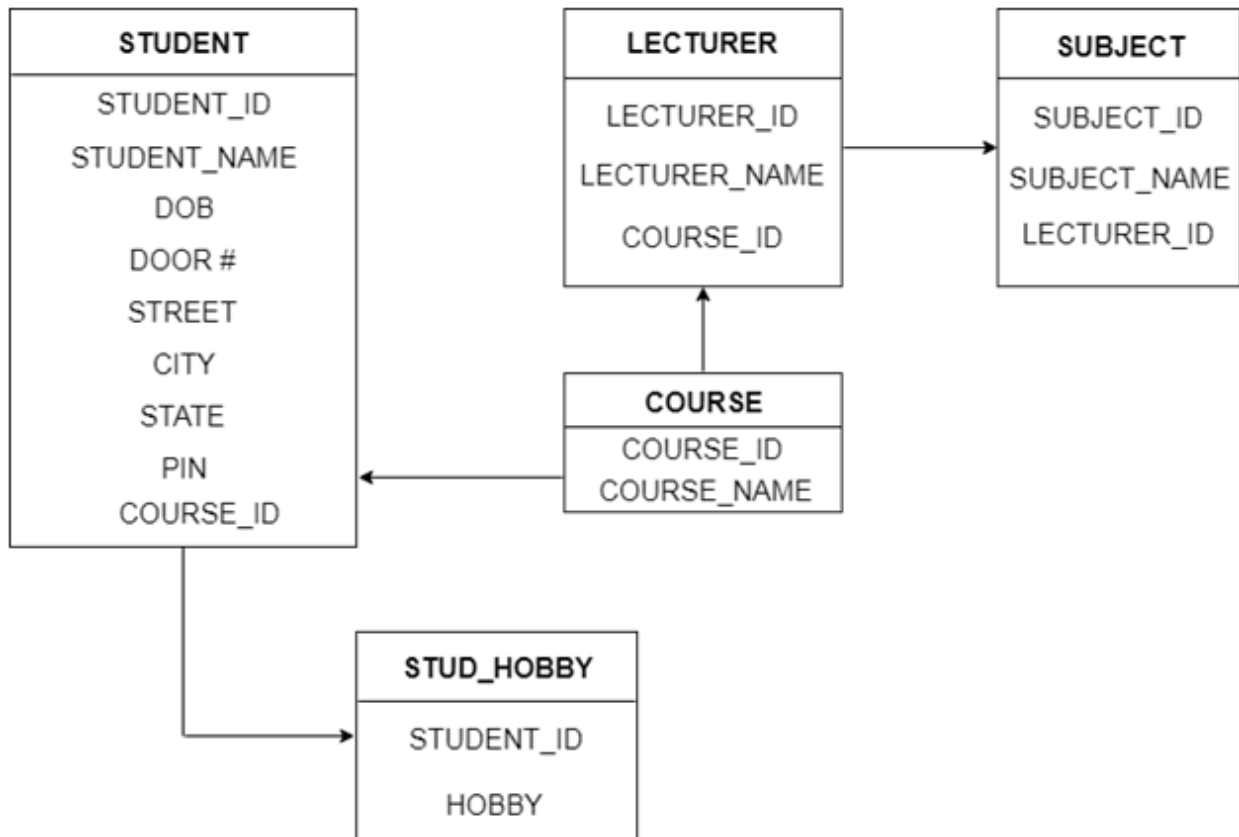 STUDENT
STUDENT_ID
STUDENT_NAME
DOB
DOOR #
STREET
CITY
STATE
PIN
COURSE_ID
LECTURER
LECTURER_ID
LECTURER_NAME
COURSE_ID
SUBJECT
SUBJECT_ID
SUBJECT_NAME
LECTURER_ID
COURSE
COURSE_ID
COURSE_NAME
STUD_HOBBY
STUDENT_ID
HOBBY